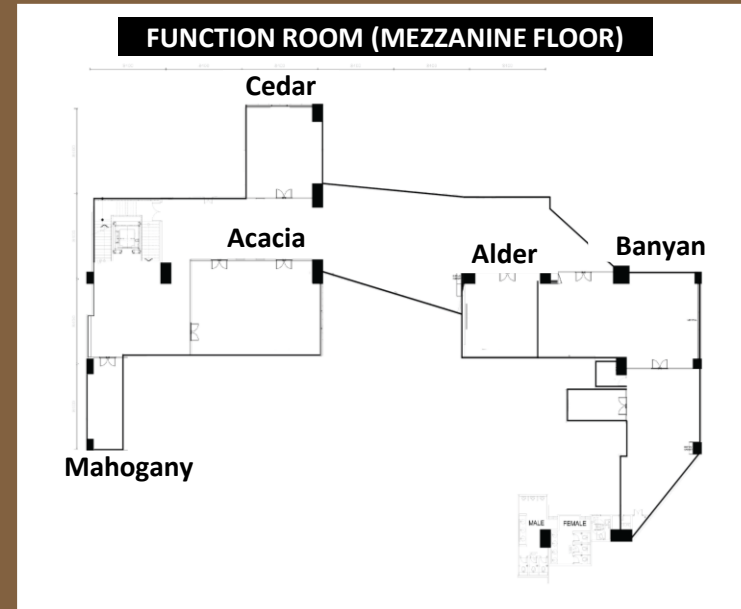 FUNCTION ROOM (MEZZANINE FLOOR)
Cedar
Acacia
Alder
Banyan
Mahogany
MALE
FEMALE